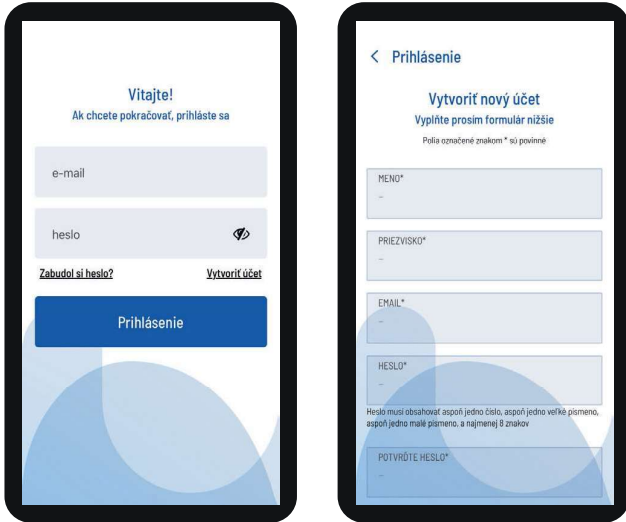 Vitajte!
Ak chcete pokračovať, prihláste sa
e-mail
heslo
Zabudol si heslo?
Vytvoriť účet
Prihlásenie
Prihlásenie
Vytvoriť nový účet
Vyplňte prosím formulár nižšie
Polia označené znakom * sú povinné
MENO*
–
PRIEZVISKO*
–
EMAIL*
–
HESLO*
–
Heslo musí obsahovať aspoň jedno číslo, aspoň jedno veľké písmeno,
aspoň jedno malé písmeno, a najmenej 8 znakov
POTVRĎTE HESLO*
–